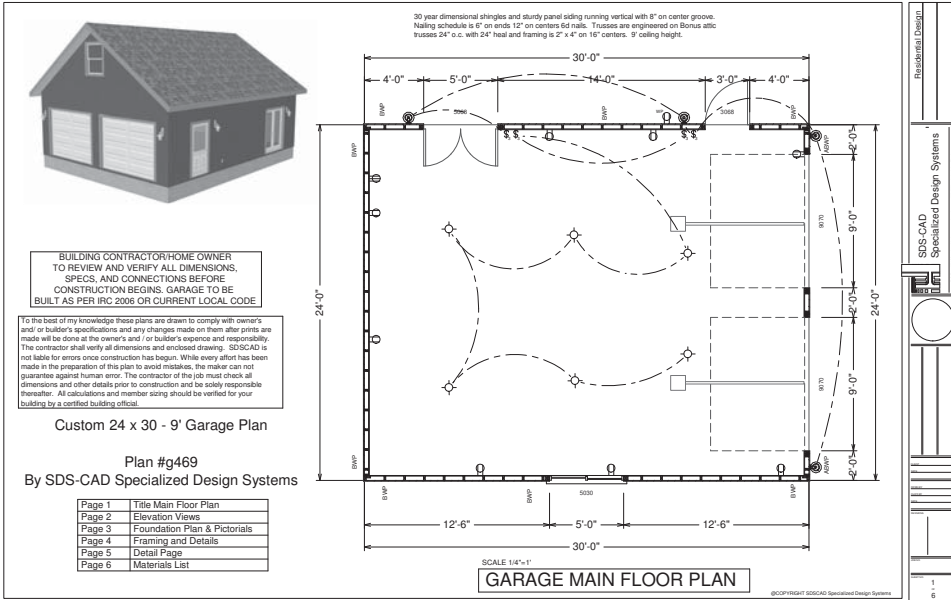 30 year dimensional shingles and sturdy panel siding running vertical with 8" on center groove.
Nailing schedule is 6" on ends 12" on centers 6d nails. Trusses are engineered on Bonus attic
trusses 24" o.c. with 24" heal and framing is 2" x 4" on 16" centers. 9' ceiling height.
30'-0"
4'-0" 5'-0" 14'-0" 3'-0" 4'-0"
BWP 5068 BWP WP 3068 BWP
BWP ABWP
24'-0"
2'-0"
9'-0"
9070
2'-0"
24'-0"
9070
9'-0"
2'-0"
BWP ABWP
BWP BWP 5030 BWP
12'-6" 5'-0" 12'-6"
30'-0"
BUILDING CONTRACTOR/HOME OWNER
TO REVIEW AND VERIFY ALL DIMENSIONS,
SPECS, AND CONNECTIONS BEFORE
CONSTRUCTION BEGINS. GARAGE TO BE
BUILT AS PER IRC 2006 OR CURRENT LOCAL CODE
To the best of my knowledge these plans are drawn to comply with owner's
and/ or builder's specifications and any changes made on them after prints are
made will be done at the owner's and / or builder's expence and responsibility.
The contractor shall verify all dimensions and enclosed drawing. SDSCAD is
not liable for errors once construction has begun. While every affort has been
made in the preparation of this plan to avoid mistakes, the maker can not
guarantee against human error. The contractor of the job must check all
dimensions and other details prior to construction and be solely responsible
thereafter. All calculations and member sizing should be verified for your
building by a certified building official.
Custom 24 x 30 - 9' Garage Plan
Plan #g469
By SDS-CAD Specialized Design Systems
Page 1 Title Main Floor Plan
Page 2 Elevation Views
Page 3 Foundation Plan & Pictorials
Page 4 Framing and Details
Page 5 Detail Page
Page 6 Materials List
SCALE 1/4"=1'
GARAGE MAIN FLOOR PLAN
@COPYRIGHT SDSCAD Specialized Design Systems
Residential Design
SDS-CAD
Specialized Design Systems
1
-
6